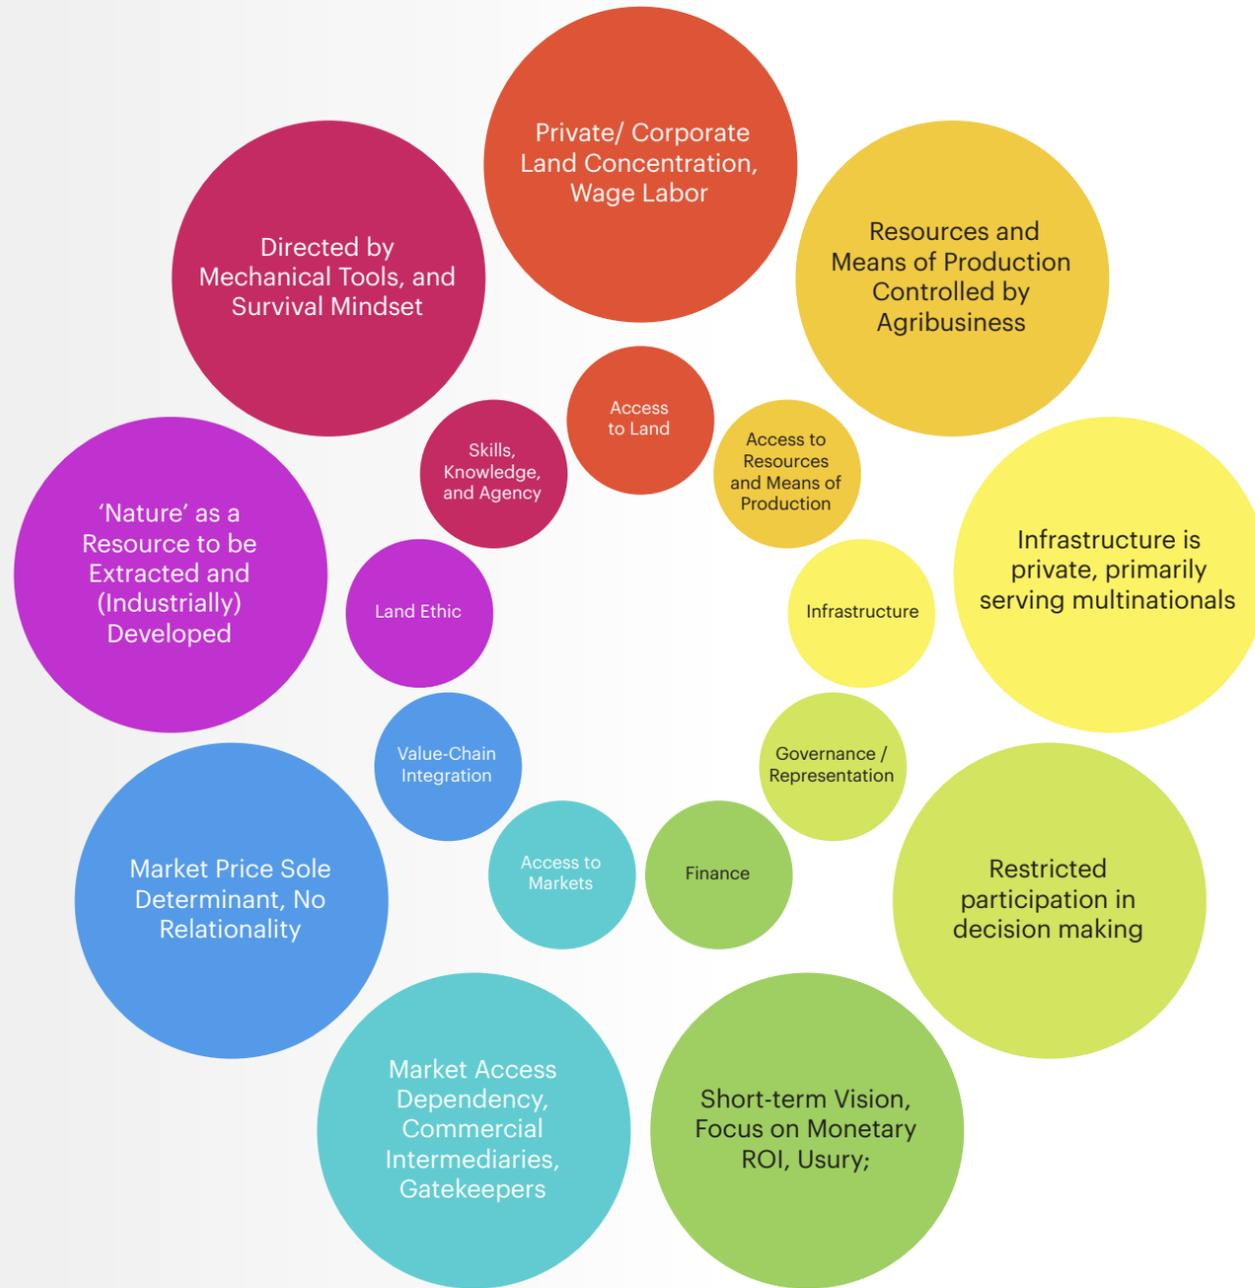 Private/ Corporate
Land Concentration,
Wage Labor
Resources and
Means of Production
Controlled by
Agribusiness
Infrastructure is
private, primarily
serving multinationals
Restricted
participation in
decision making
Short-term Vision,
Focus on Monetary
ROI, Usury;
Market Access
Dependency,
Commercial
Intermediaries,
Gatekeepers
Market Price Sole
Determinant, No
Relationality
‘Nature’ as a
Resource to be
Extracted and
(Industrially)
Developed
Directed by
Mechanical Tools, and
Survival Mindset
Access
to Land
Access to
Resources
and Means of
Production
Infrastructure
Governance /
Representation
Finance
Access to
Markets
Value-Chain
Integration
Land Ethic
Skills,
Knowledge,
and Agency